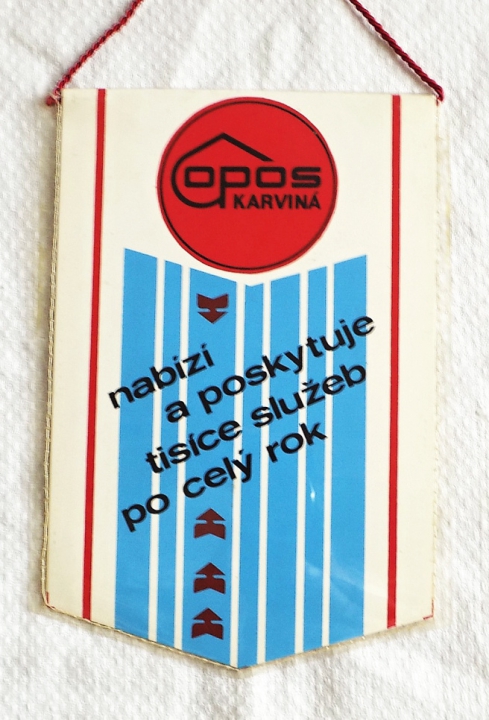 opos
KARVINÁ
nabízí
a poskytuje
tisíce služeb
po celý rok